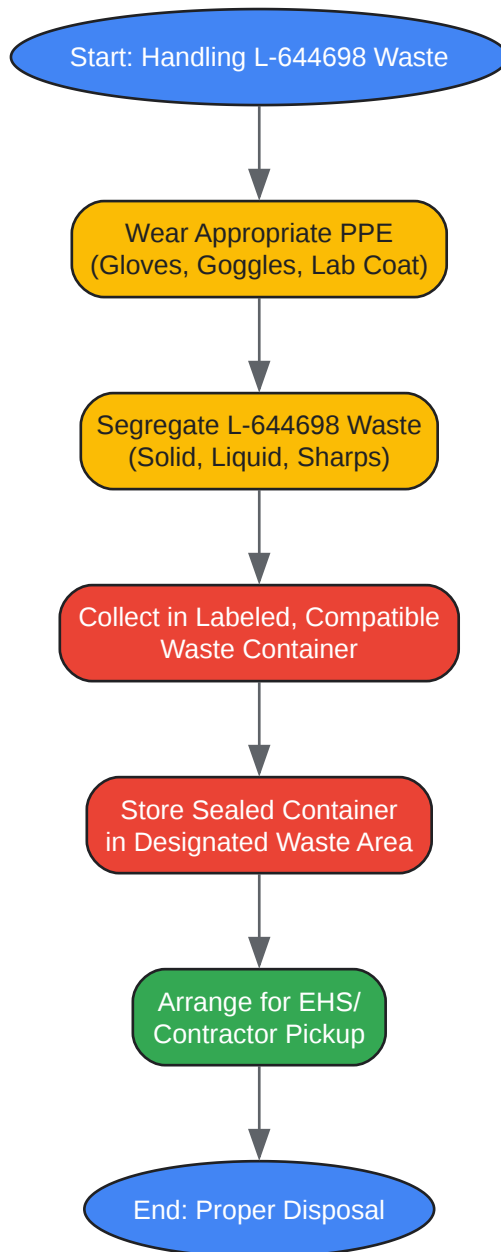 Start: Handling L-644698 Waste
Wear Appropriate PPE
(Gloves, Goggles, Lab Coat)
Segregate L-644698 Waste
(Solid, Liquid, Sharps)
Collect in Labeled, Compatible
Waste Container
Store Sealed Container
in Designated Waste Area
Arrange for EHS/
Contractor Pickup
End: Proper Disposal